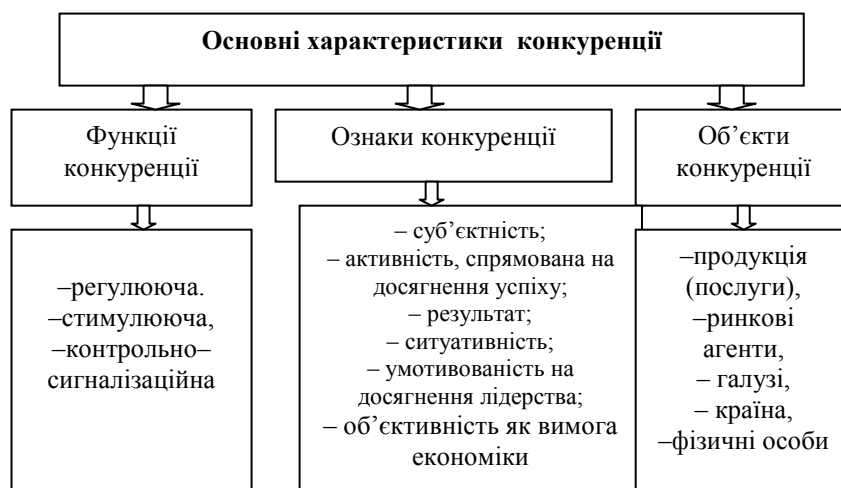 Основні характеристики конкуренції
Функції
конкуренції
Ознаки конкуренції
Об’єкти
конкуренції
–регулююча.
–стимулююча,
–контрольно–
сигналізаційна
– суб’єктність;
– активність, спрямована на
досягнення успіху;
– результат;
– ситуативність;
– умотивованість на
досягнення лідерства;
– об’єктивність як вимога
економіки
–продукція
(послуги),
–ринкові
агенти,
– галузі,
– країна,
–фізичні особи